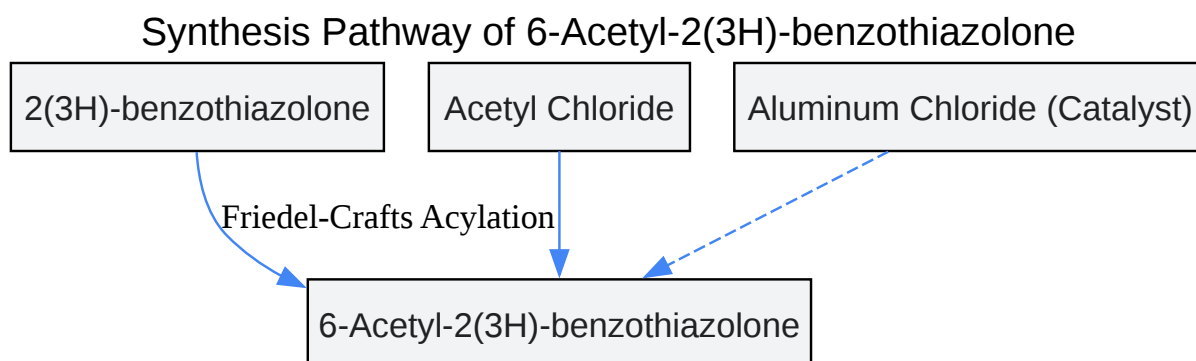 Synthesis Pathway of 6-Acetyl-2(3H)-benzothiazolone
2(3H)-benzothiazolone
Acetyl Chloride
Aluminum Chloride (Catalyst)
Friedel-Crafts Acylation
6-Acetyl-2(3H)-benzothiazolone